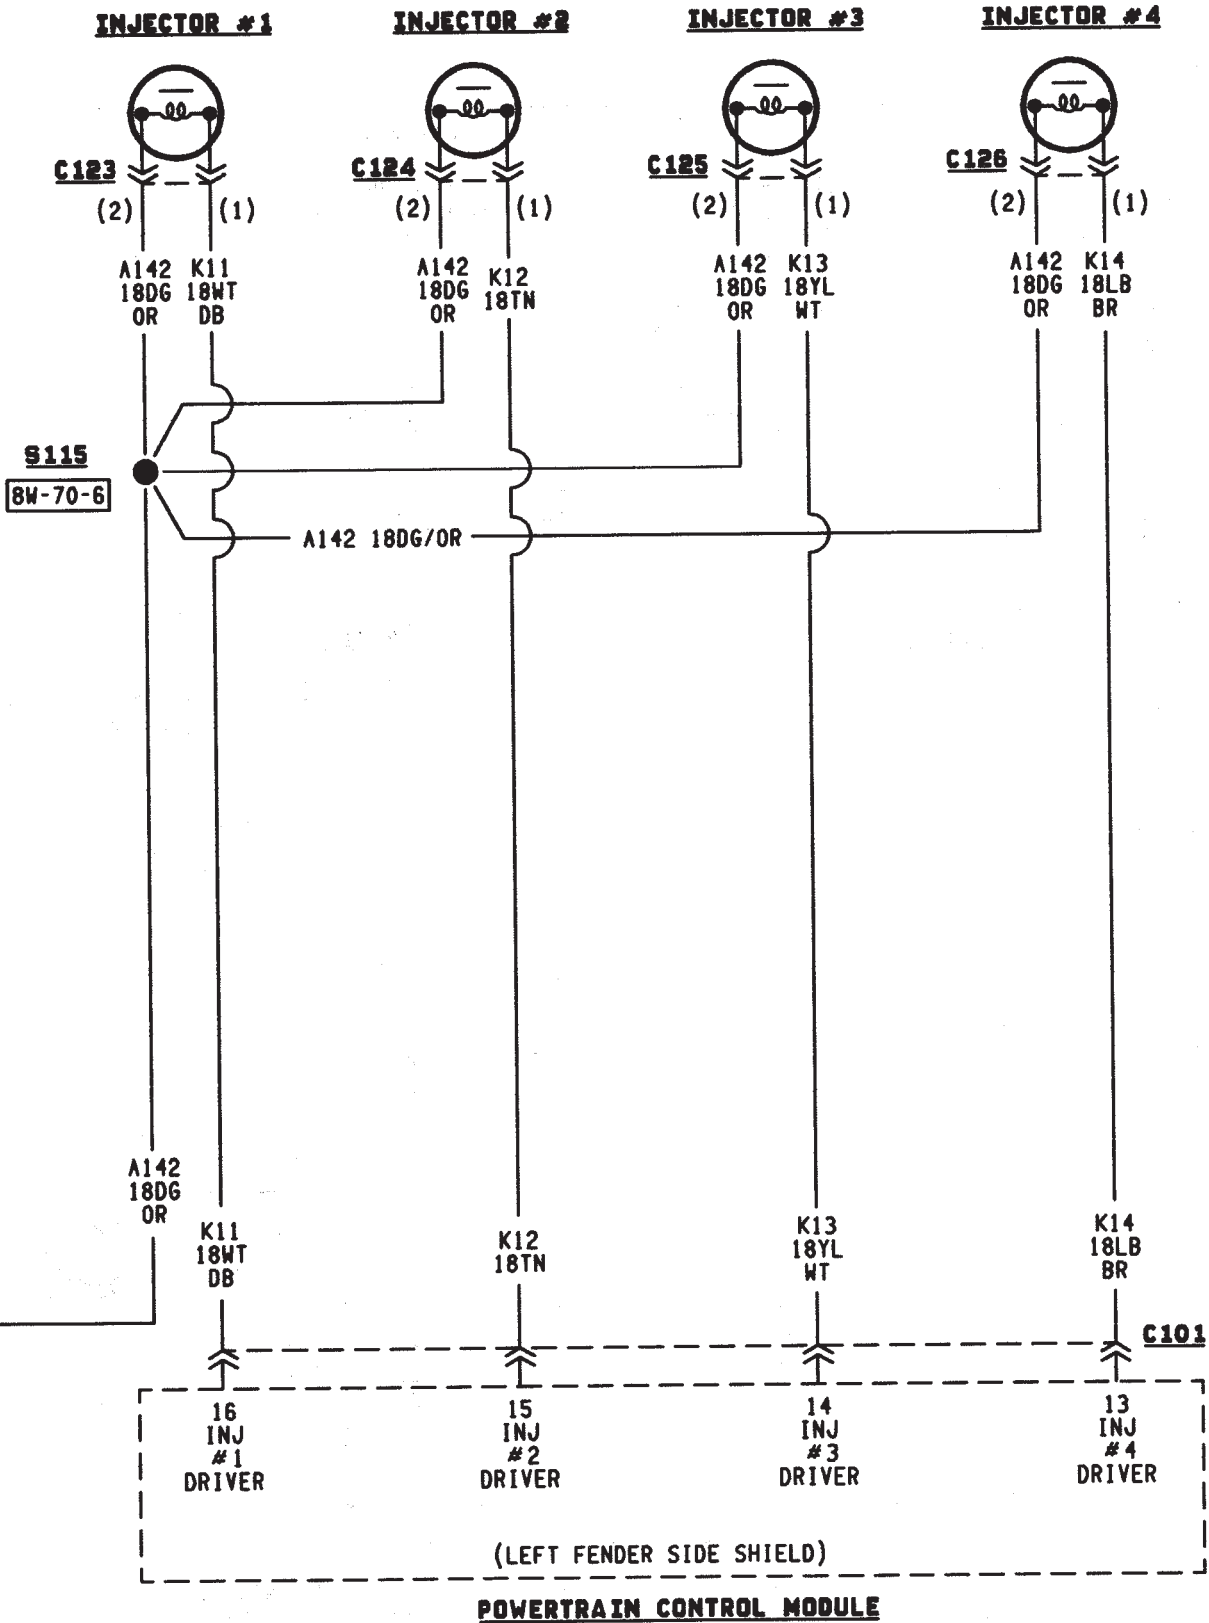 INJECTOR #1
INJECTOR #2
INJECTOR #3
INJECTOR #4
C123
C124
C125
C126
(2)
(1)
(2)
(1)
(2)
(1)
(2)
(1)
A142
18DG
OR
K11
18WT
DB
A142
18DG
OR
K12
18TN
A142
18DG
OR
K13
18YL
WT
A142
18DG
OR
K14
18LB
BR
S115
8W-70-6
A142 18DG/OR
A142
18DG
OR
K11
18WT
DB
K12
18TN
K13
18YL
WT
K14
18LB
BR
C101
16
INJ
#1
DRIVER
15
INJ
#2
DRIVER
14
INJ
#3
DRIVER
13
INJ
#4
DRIVER
(LEFT FENDER SIDE SHIELD)
POWERTRAIN CONTROL MODULE